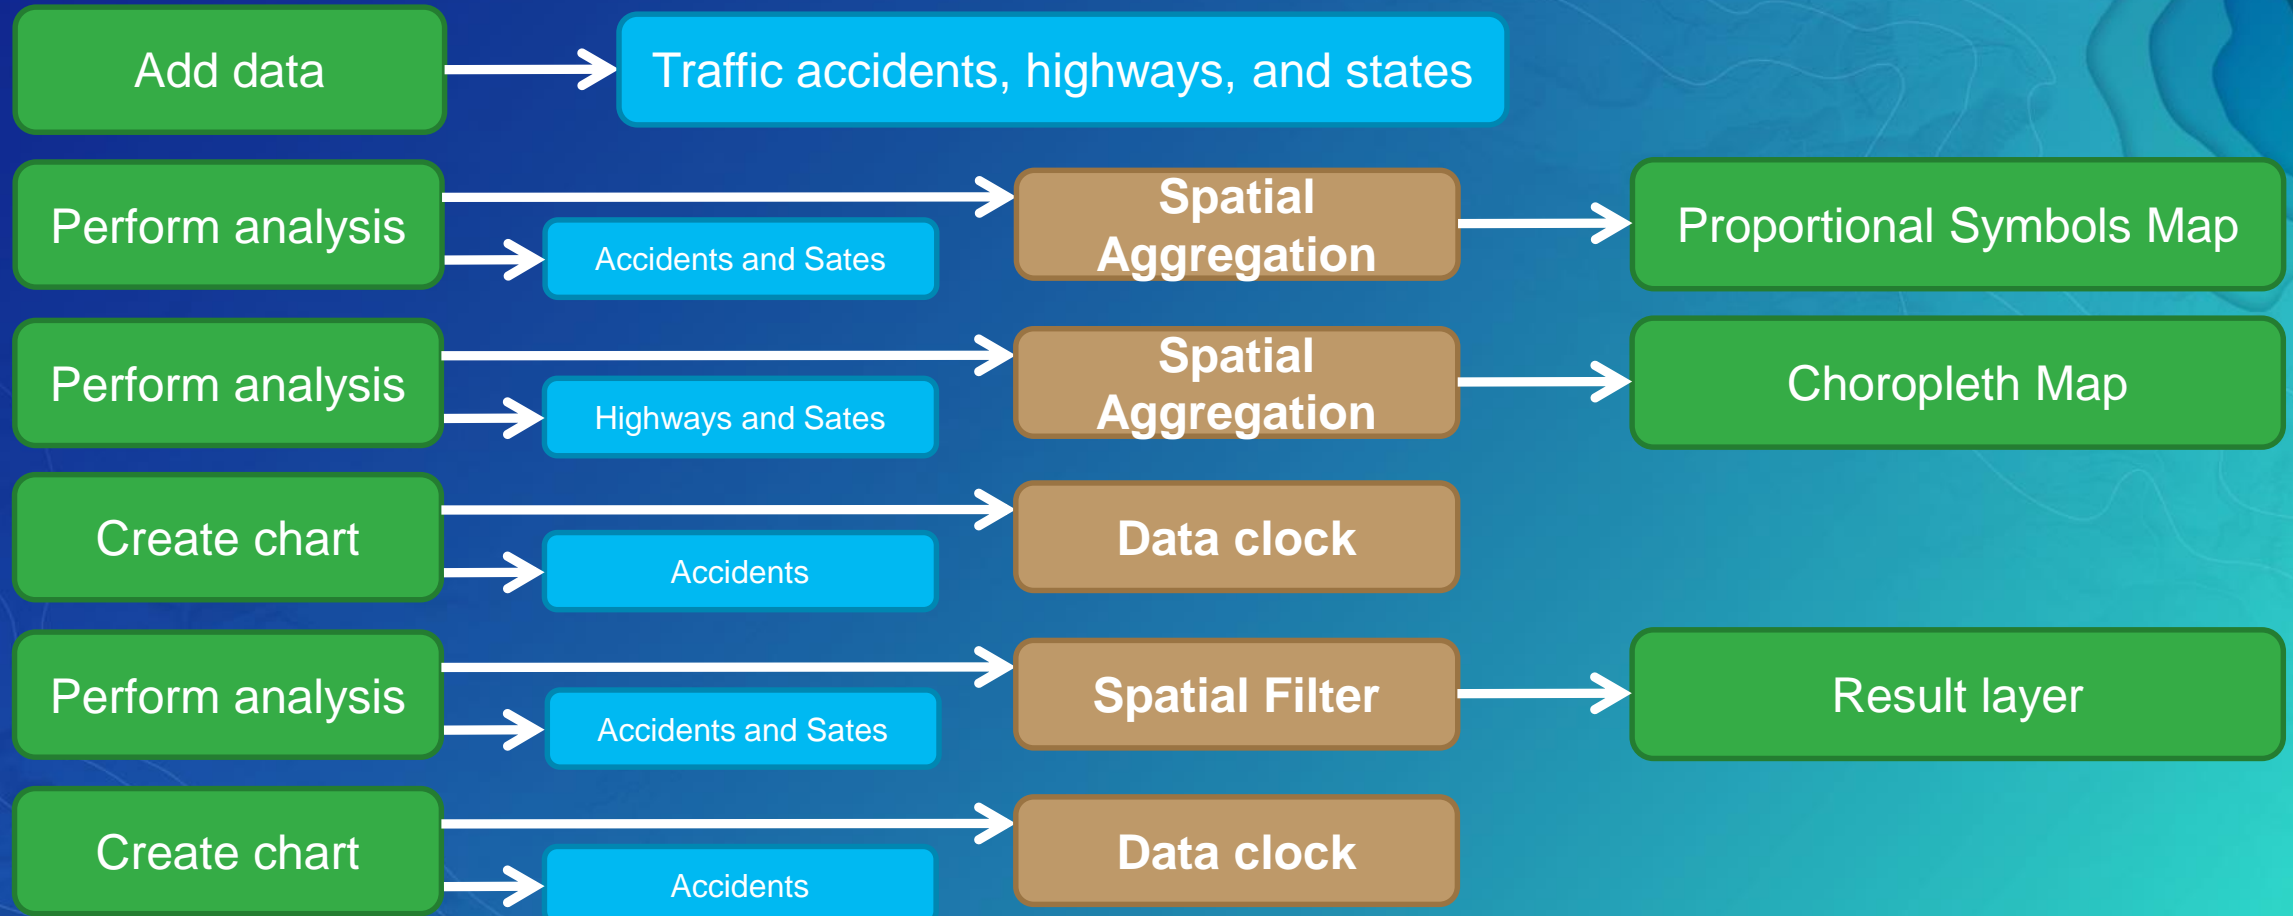 Add data
Traffic accidents, highways, and states
Perform analysis
Accidents and Sates
Spatial
Aggregation
Proportional Symbols Map
Perform analysis
Highways and Sates
Spatial
Aggregation
Choropleth Map
Create chart
Accidents
Data clock
Perform analysis
Accidents and Sates
Spatial Filter
Result layer
Create chart
Accidents
Data clock